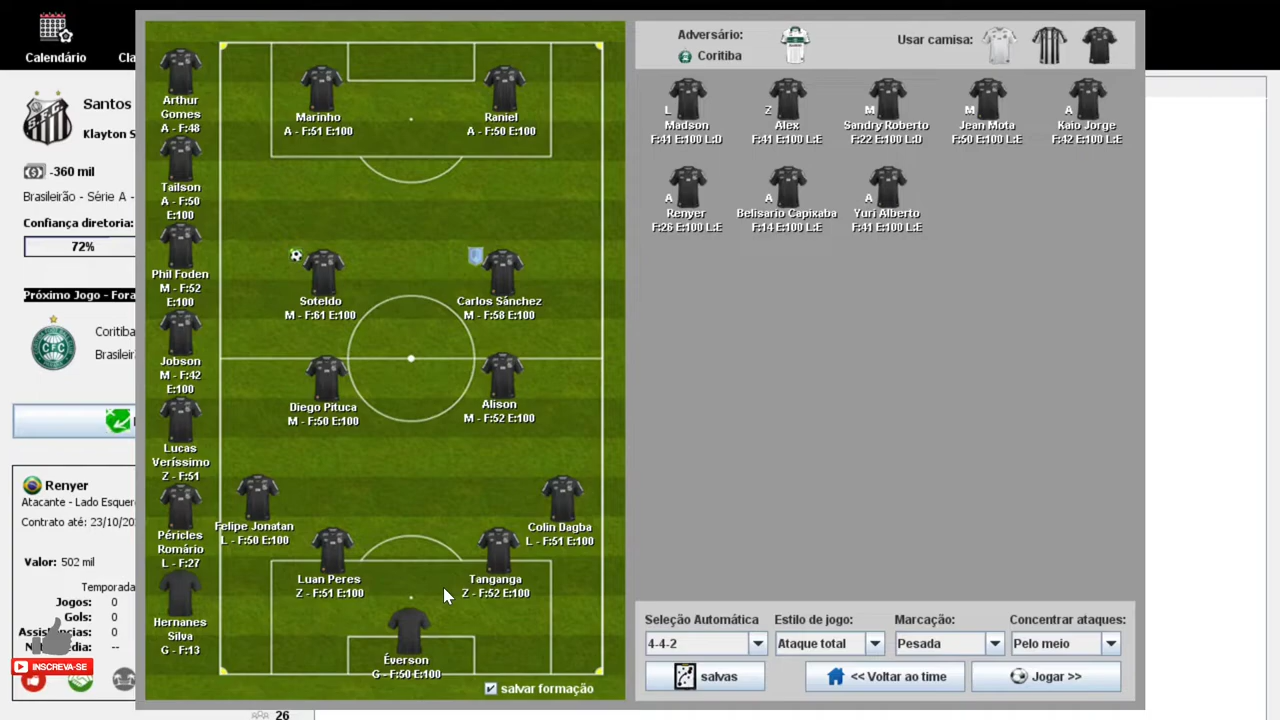 Calendário
Cla
Santos
Klayton S
-360 mil
Brasileirão - Série A -
Confiança diretoria:
72%
Próximo Jogo - Fora
Coritiba
Brasileir
Renyer
Atacante - Lado Esquer
Contrato até: 23/10/20
Valor: 502 mil
Temporada
Jogos: 0
Gols: 0
0
--
INSCREVA-SE
26
Arthur
Gomes
A - F:48
Tailson
A - F:50
E:100
Phil Foden
M - F:52
E:100
Jobson
M - F:42
E:100
Lucas
Veríssimo
Z - F:51
Péricles
Romário
L - F:27
Hernanes
Silva
G - F:13
Marinho
A - F:51 E:100
Raniel
A - F:50 E:100
Soteldo
M - F:61 E:100
Carlos Sánchez
M - F:58 E:100
Diego Pituca
M - F:50 E:100
Alison
M - F:52 E:100
Felipe Jonatan
L - F:50 E:100
Colin Dagba
L - F:51 E:100
Luan Peres
Z - F:51 E:100
Tanganga
Z - F:52 E:100
Éverson
G - F:50 E:100
salvar formação
Adversário:
Coritiba
Usar camisa:
L
Madson
F:41 E:100 L:D
Z
Alex
F:41 E:100 L:E
M
Sandry Roberto
F:22 E:100 L:D
M
Jean Mota
F:50 E:100 L:E
A
Kaio Jorge
F:42 E:100 L:E
A
Renyer
F:26 E:100 L:E
A
Belisario Capixaba
F:14 E:100 L:E
A
Yuri Alberto
F:41 E:100 L:E
Seleção Automática
4-4-2
Estilo de jogo:
Ataque total
Marcação:
Pesada
Concentrar ataques:
Pelo meio
salvas
<< Voltar ao time
Jogar >>